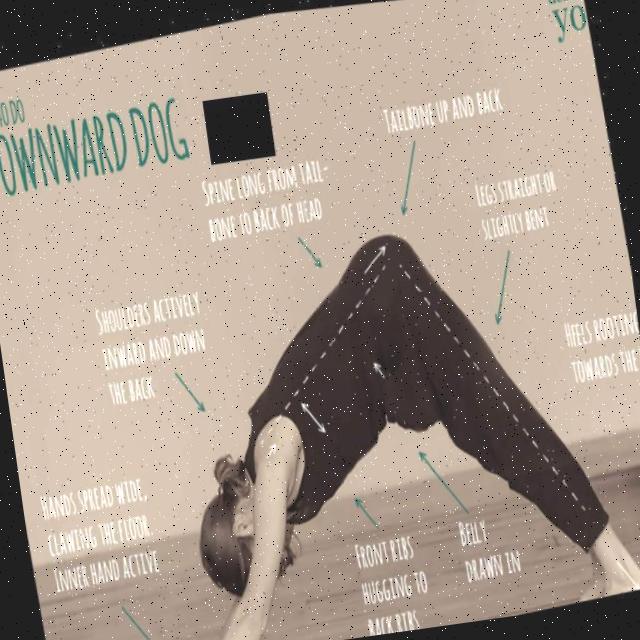 OWNWARD DOG
yo
TAILBONE UP AND BACK
SPINE LONG FROM TAIL-
BONE TO BACK OF HEAD
LEGS STRAIGHT OR
SLIGHTLY BENT
SHOULDERS ACTIVELY
INWARD AND DOWN
THE BACK
HEELS ROOTING
TOWARDS THE
HANDS SPREAD WIDE,
CLAWING THE FLOOR.
INNER HAND ACTIVE
FRONT RIBS
HUGGING TO
BACK RIBS
BELLY
DRAWN IN